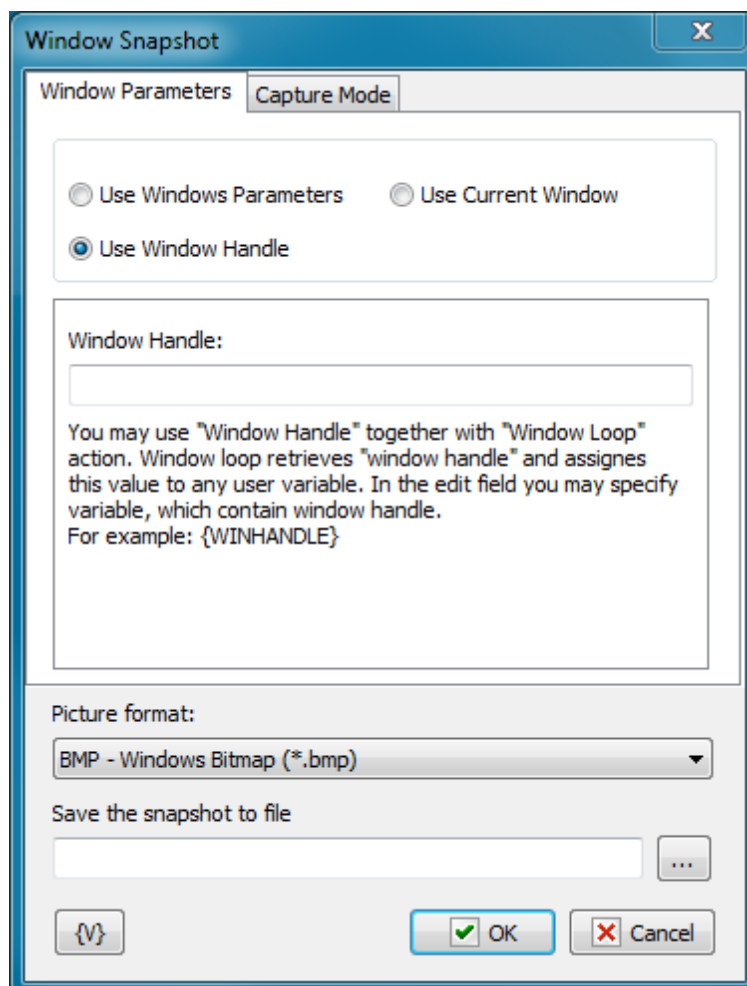 Window Snapshot
X
Window Parameters
Capture Mode
Use Windows Parameters
Use Current Window
Use Window Handle
Window Handle:
You may use "Window Handle" together with "Window Loop"
action. Window loop retrieves "window handle" and assignes
this value to any user variable. In the edit field you may specify
variable, which contain window handle.
For example: {WINHANDLE}
Picture format:
BMP - Windows Bitmap (*.bmp)
Save the snapshot to file
...
{V}
OK
Cancel